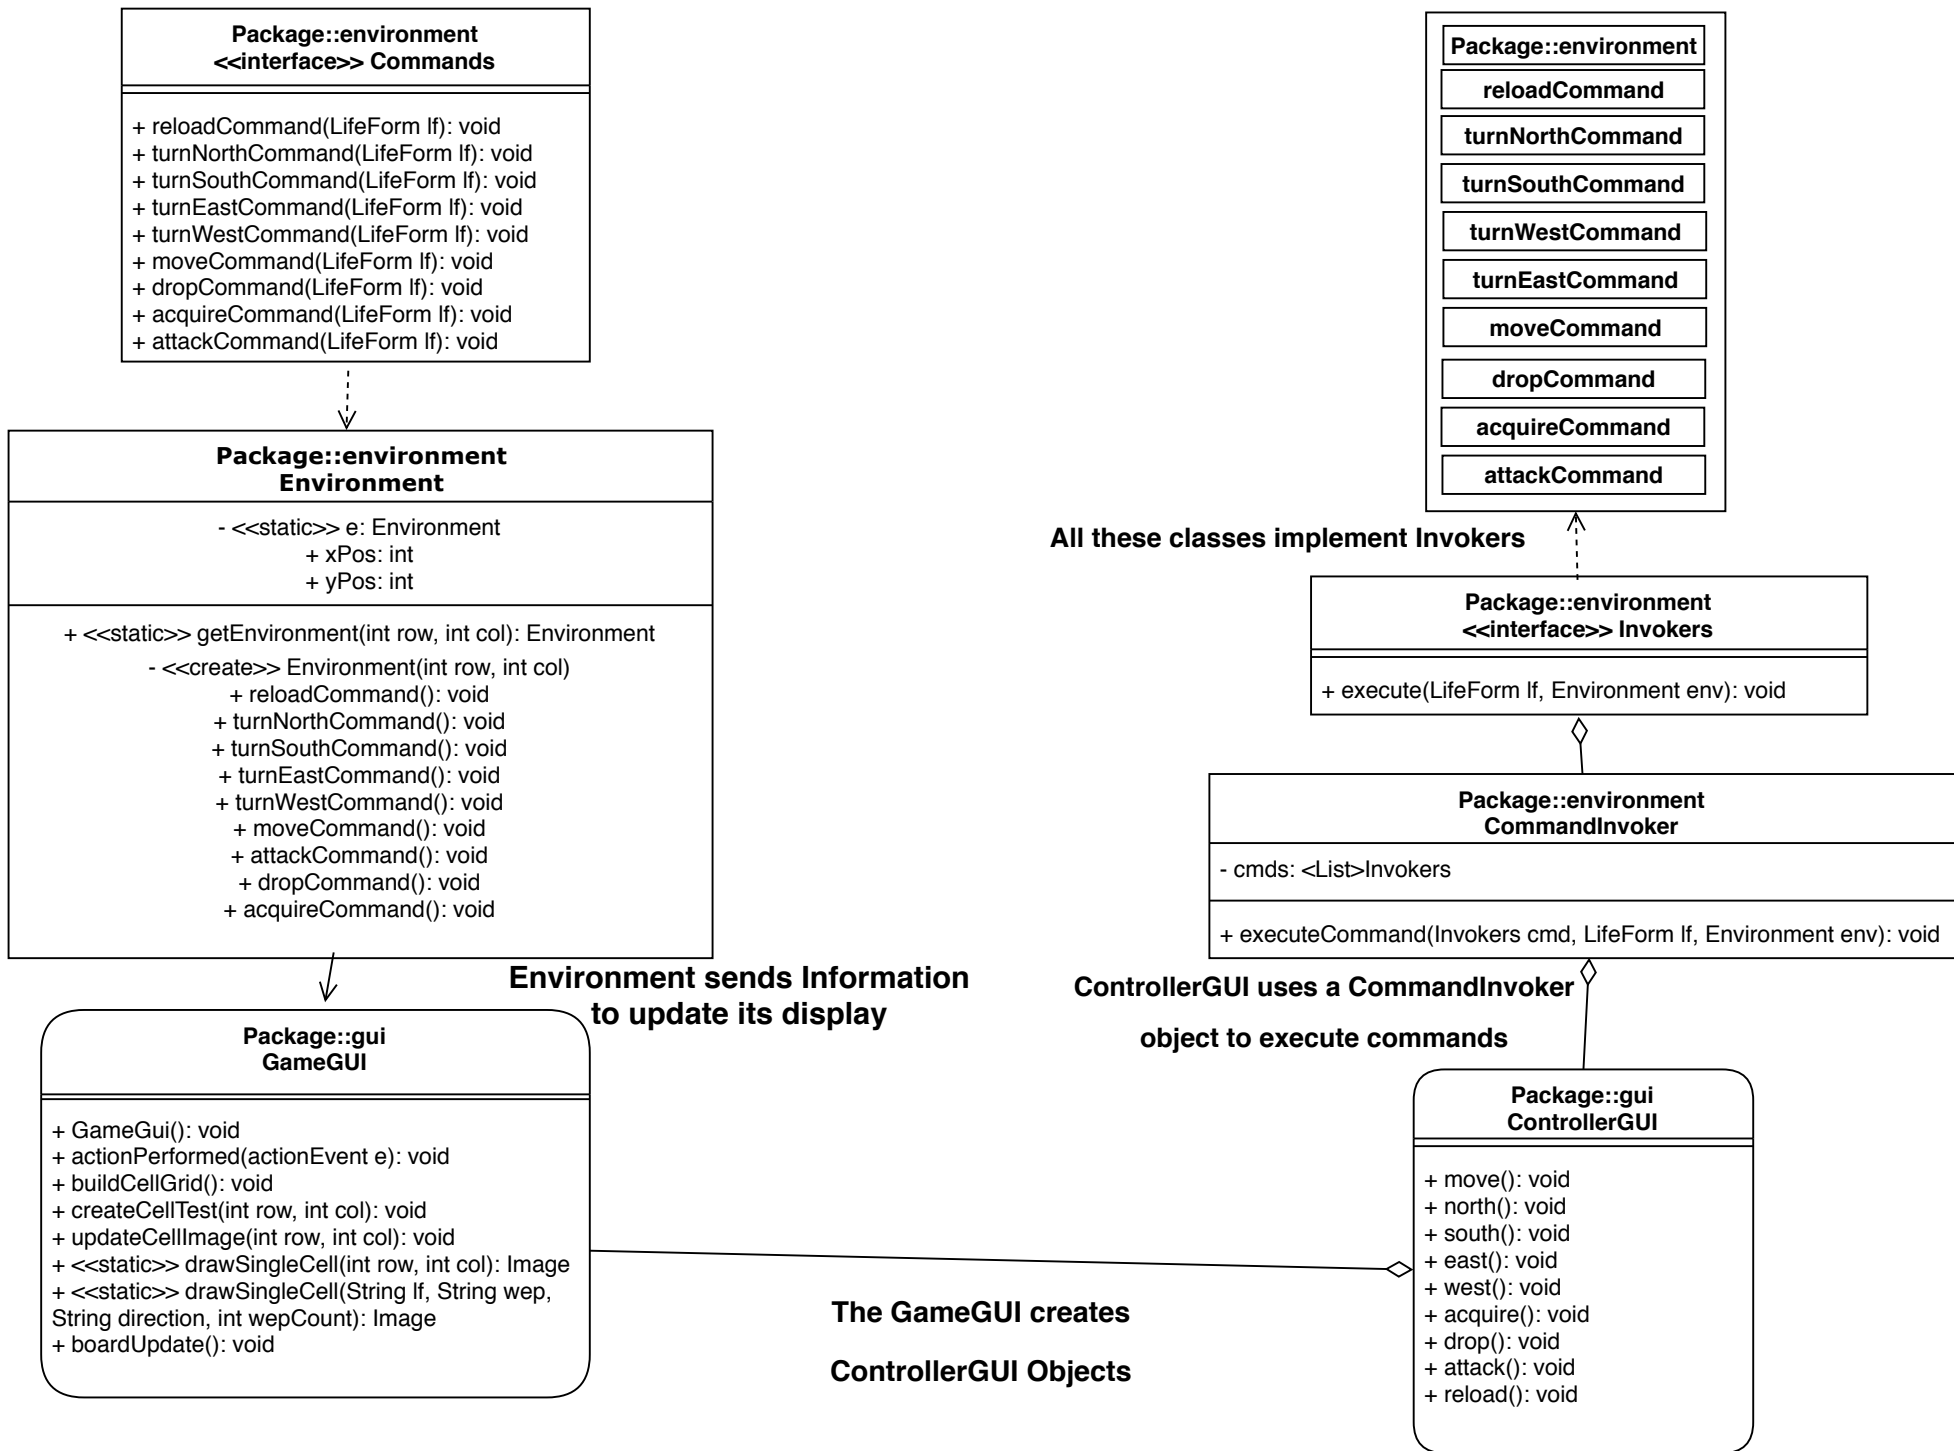 Package::environment
<<interface>> Commands
+ reloadCommand(LifeForm lf): void
+ turnNorthCommand(LifeForm lf): void
+ turnSouthCommand(LifeForm lf): void
+ turnEastCommand(LifeForm lf): void
+ turnWestCommand(LifeForm lf): void
+ moveCommand(LifeForm lf): void
+ dropCommand(LifeForm lf): void
+ acquireCommand(LifeForm lf): void
+ attackCommand(LifeForm lf): void
Package::environment
Environment
- <<static>> e: Environment
+ xPos: int
+ yPos: int
+ <<static>> getEnvironment(int row, int col): Environment
- <<create>> Environment(int row, int col)
+ reloadCommand(): void
+ turnNorthCommand(): void
+ turnSouthCommand(): void
+ turnEastCommand(): void
+ turnWestCommand(): void
+ moveCommand(): void
+ attackCommand(): void
+ dropCommand(): void
+ acquireCommand(): void
Environment sends Information
to update its display
Package::gui
GameGUI
+ GameGui(): void
+ actionPerformed(actionEvent e): void
+ buildCellGrid(): void
+ createCellTest(int row, int col): void
+ updateCellImage(int row, int col): void
+ <<static>> drawSingleCell(int row, int col): Image
+ <<static>> drawSingleCell(String lf, String wep,
String direction, int wepCount): Image
+ boardUpdate(): void
The GameGUI creates
ControllerGUI Objects
Package::environment
reloadCommand
turnNorthCommand
turnSouthCommand
turnWestCommand
turnEastCommand
moveCommand
dropCommand
acquireCommand
attackCommand
All these classes implement Invokers
Package::environment
<<interface>> Invokers
+ execute(LifeForm lf, Environment env): void
Package::environment
CommandInvoker
- cmds: <List>Invokers
+ executeCommand(Invokers cmd, LifeForm lf, Environment env): void
ControllerGUI uses a CommandInvoker
object to execute commands
Package::gui
ControllerGUI
+ move(): void
+ north(): void
+ south(): void
+ east(): void
+ west(): void
+ acquire(): void
+ drop(): void
+ attack(): void
+ reload(): void